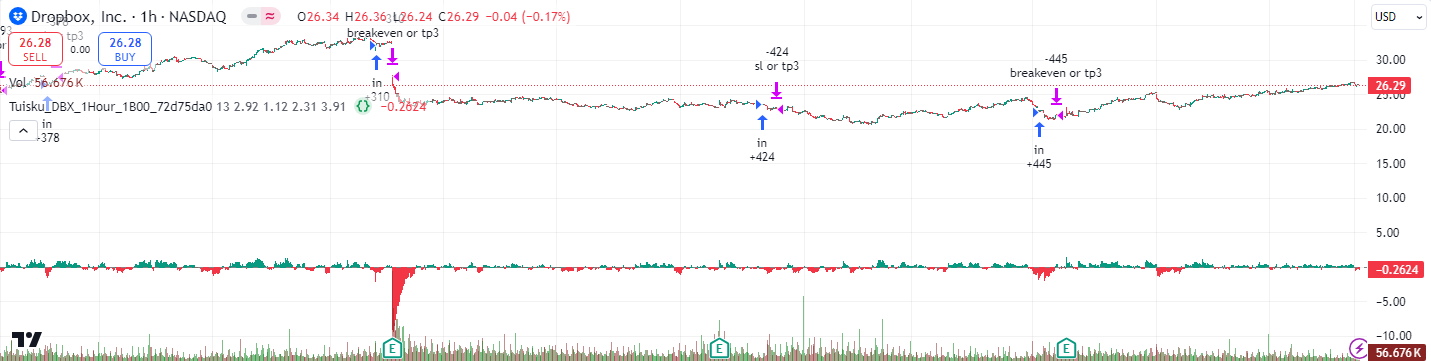 Dropbox, Inc. · 1h · NASDAQ
O26.34 H26.36 L26.24 C26.29 −0.04 (−0.17%)
USD
breakeven or tp3
26.28
SELL
0.00
26.28
BUY
tp3
Vol · 56.676 K
in
+310
Tuiskul_DBX_1Hour_1B00_72d75da0 13 2.92 1.12 2.31 3.91
−0.2624
in
+378
-424
sl or tp3
in
+424
-445
breakeven or tp3
in
+445
30.00
26.29
25.00
20.00
15.00
10.00
5.00
−0.2624
−5.00
−10.00
56.676 K
E
E
E